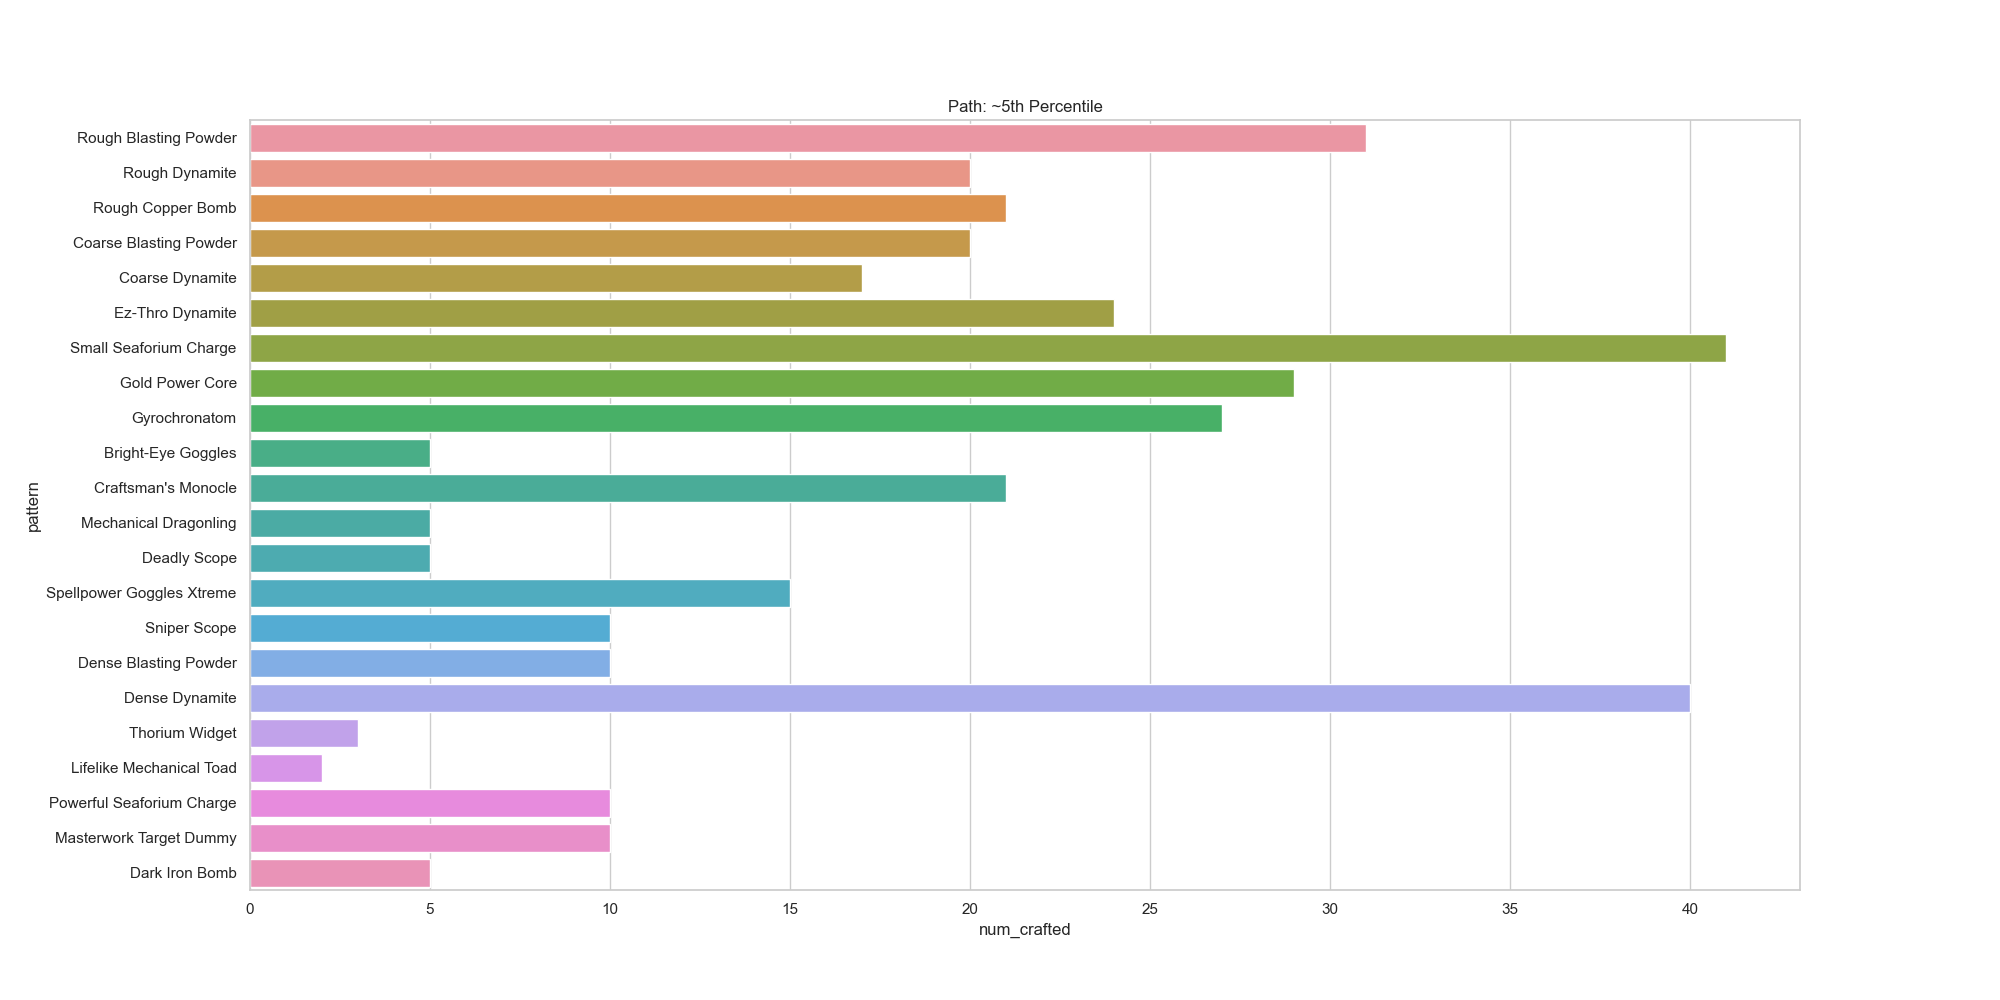 Path: ~5th Percentile
Rough Blasting Powder
Rough Dynamite
Rough Copper Bomb
Coarse Blasting Powder
Coarse Dynamite
Ez-Thro Dynamite
Small Seaforium Charge
Gold Power Core
Gyrochronatom
Bright-Eye Goggles
Craftsman's Monocle
Mechanical Dragonling
Deadly Scope
Spellpower Goggles Xtreme
Sniper Scope
Dense Blasting Powder
Dense Dynamite
Thorium Widget
Lifelike Mechanical Toad
Powerful Seaforium Charge
Masterwork Target Dummy
Dark Iron Bomb
pattern
0 5 10 15 20 25 30 35 40
num_crafted